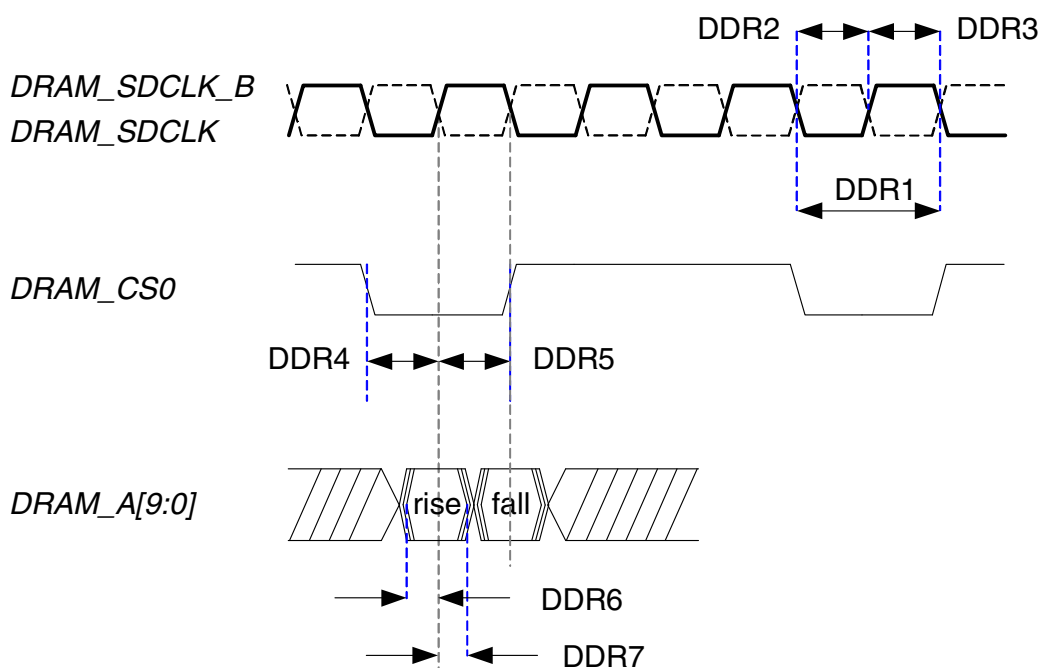 DDR2 DDR3
DRAM_SDCLK_B
DRAM_SDCLK
DDR1
DRAM_CS0
DDR4 DDR5
DRAM_A[9:0] rise fall
DDR6
DDR7